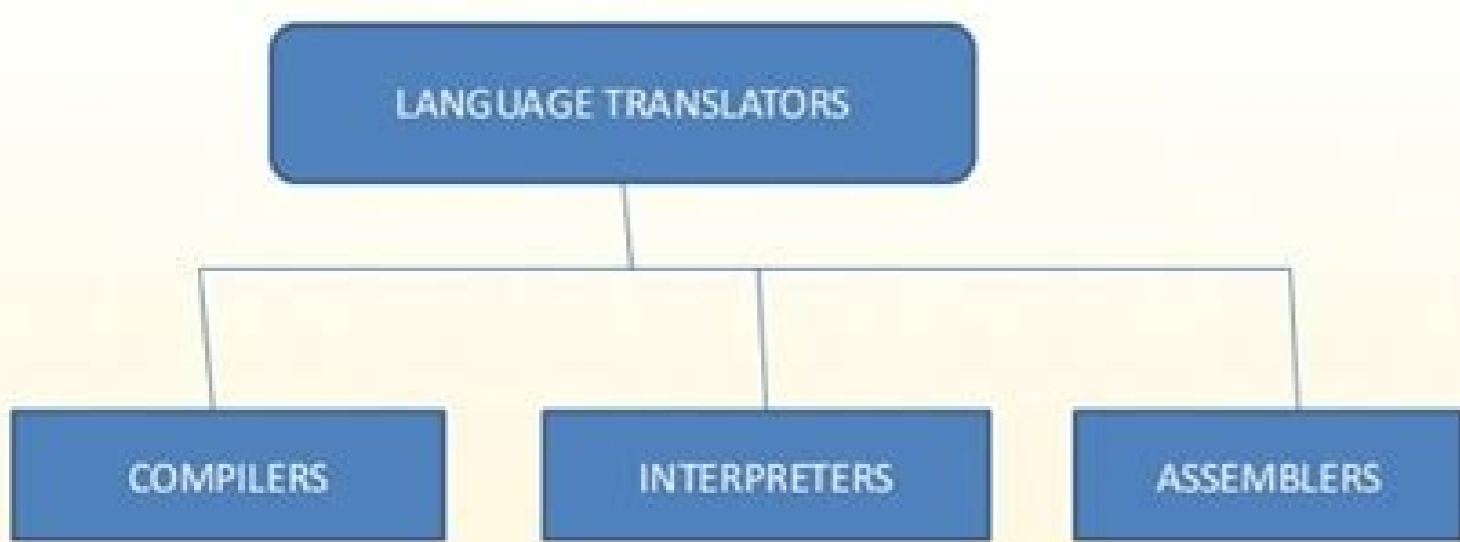 LANGUAGE TRANSLATORS
COMPILERS
INTERPRETERS
ASSEMBLERS